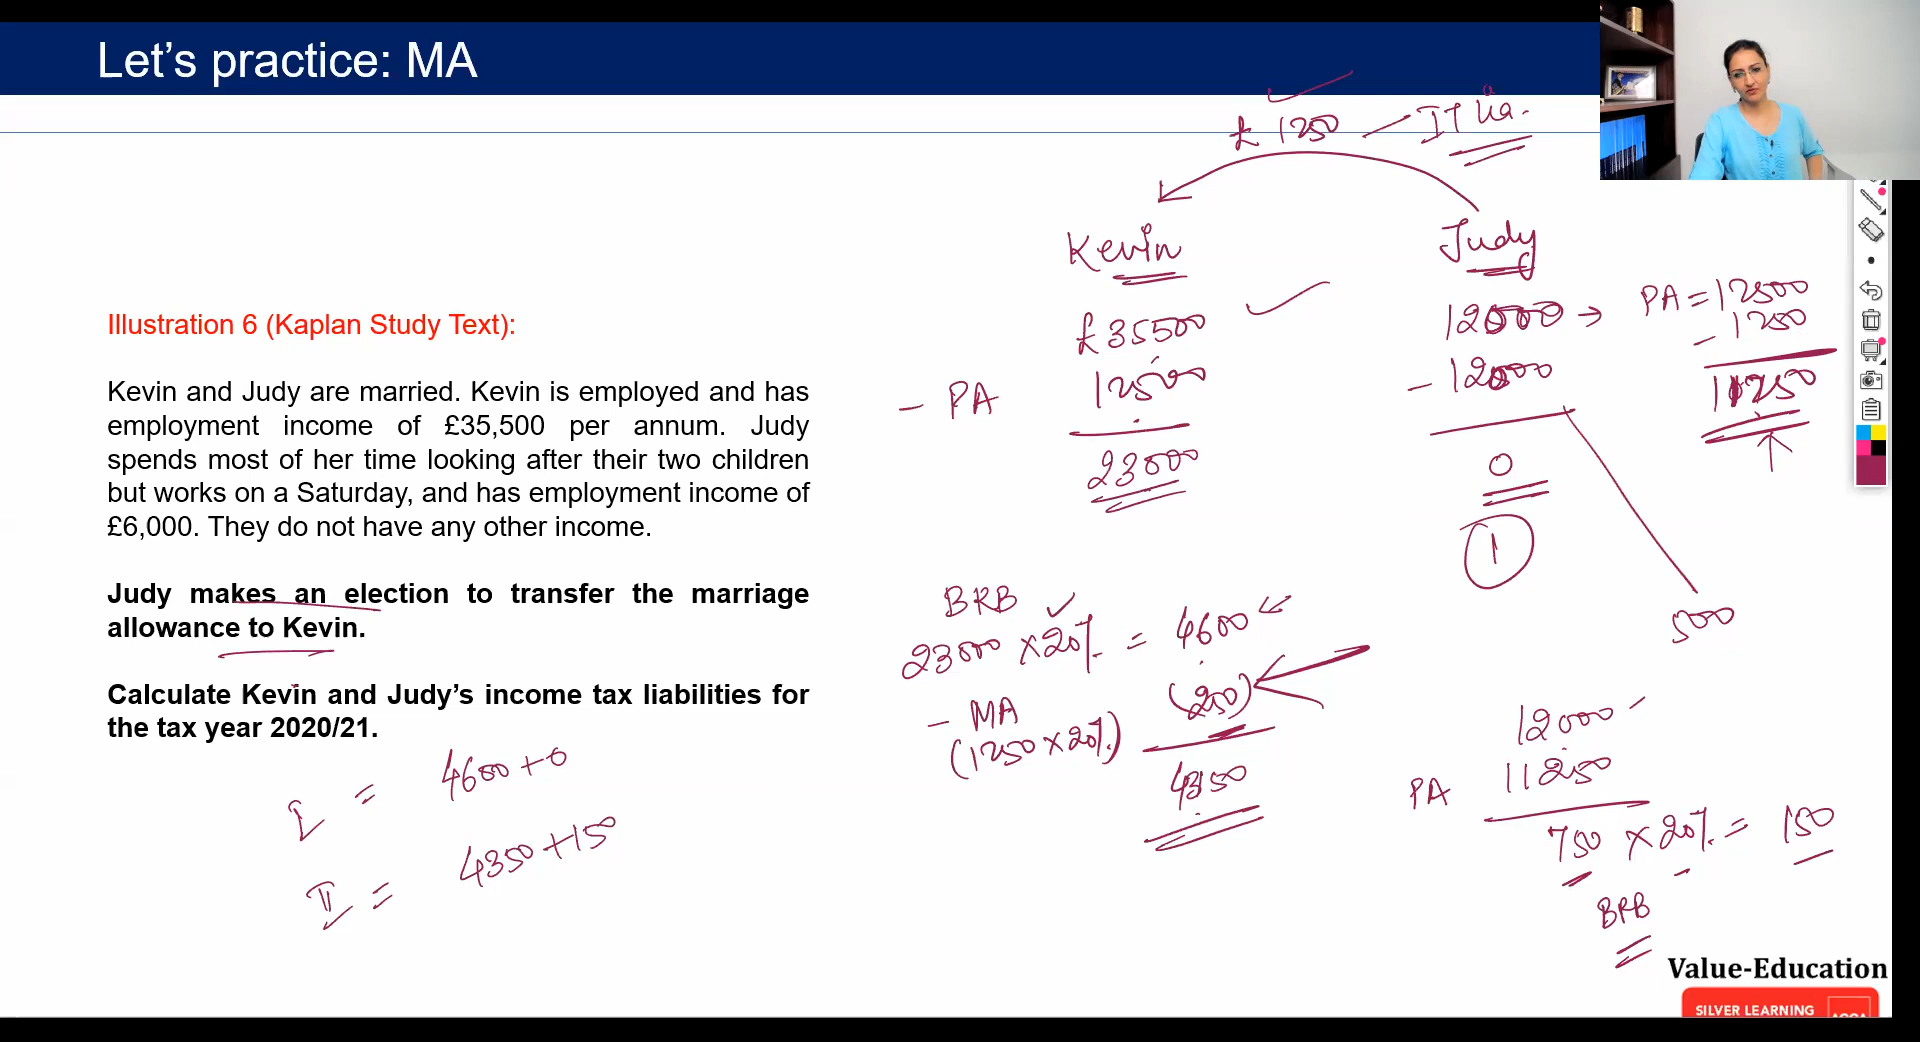 Let's practice: MA
£ 1250 — IT lia.
Kevin
Judy
Illustration 6 (Kaplan Study Text):
£35500
12000 → PA = 12500
- 1250
11250
- PA 12500
- 12000
23000
0
1
500
Kevin and Judy are married. Kevin is employed and has
employment income of £35,500 per annum. Judy
spends most of her time looking after their two children
but works on a Saturday, and has employment income of
£6,000. They do not have any other income.
Judy makes an election to transfer the marriage
allowance to Kevin.
Calculate Kevin and Judy's income tax liabilities for
the tax year 2020/21.
BRB
23000 x 20% = 4600
- MA (250)
(1250 x 20%)
4350
12000
PA 11250
750 x 20% = 150
BRB
I = 4600 + 0
II = 4350 + 150
Value-Education
SILVER LEARNING